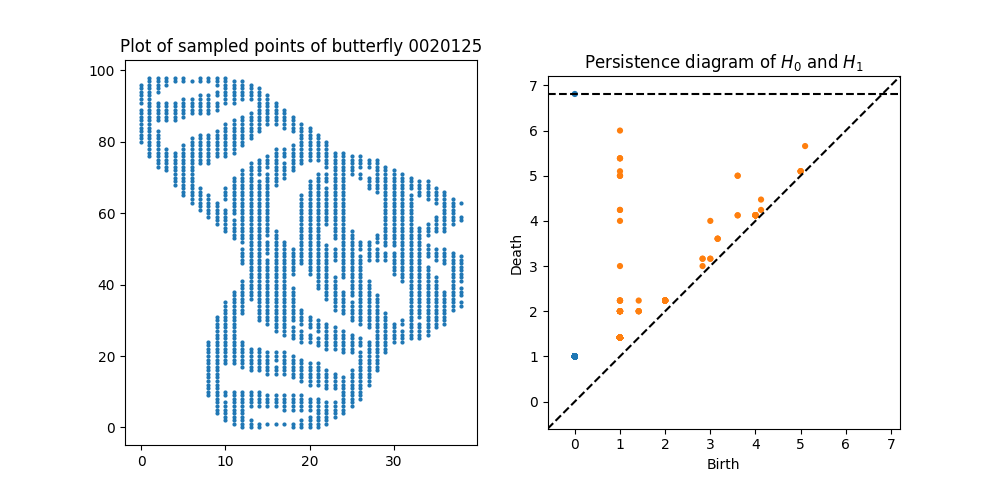 Plot of sampled points of butterfly 0020125
100
80
60
40
20
0
0 10 20 30
Persistence diagram of H₀ and H₁
7
6
5
4
3
2
1
0
Death
0 1 2 3 4 5 6 7
Birth